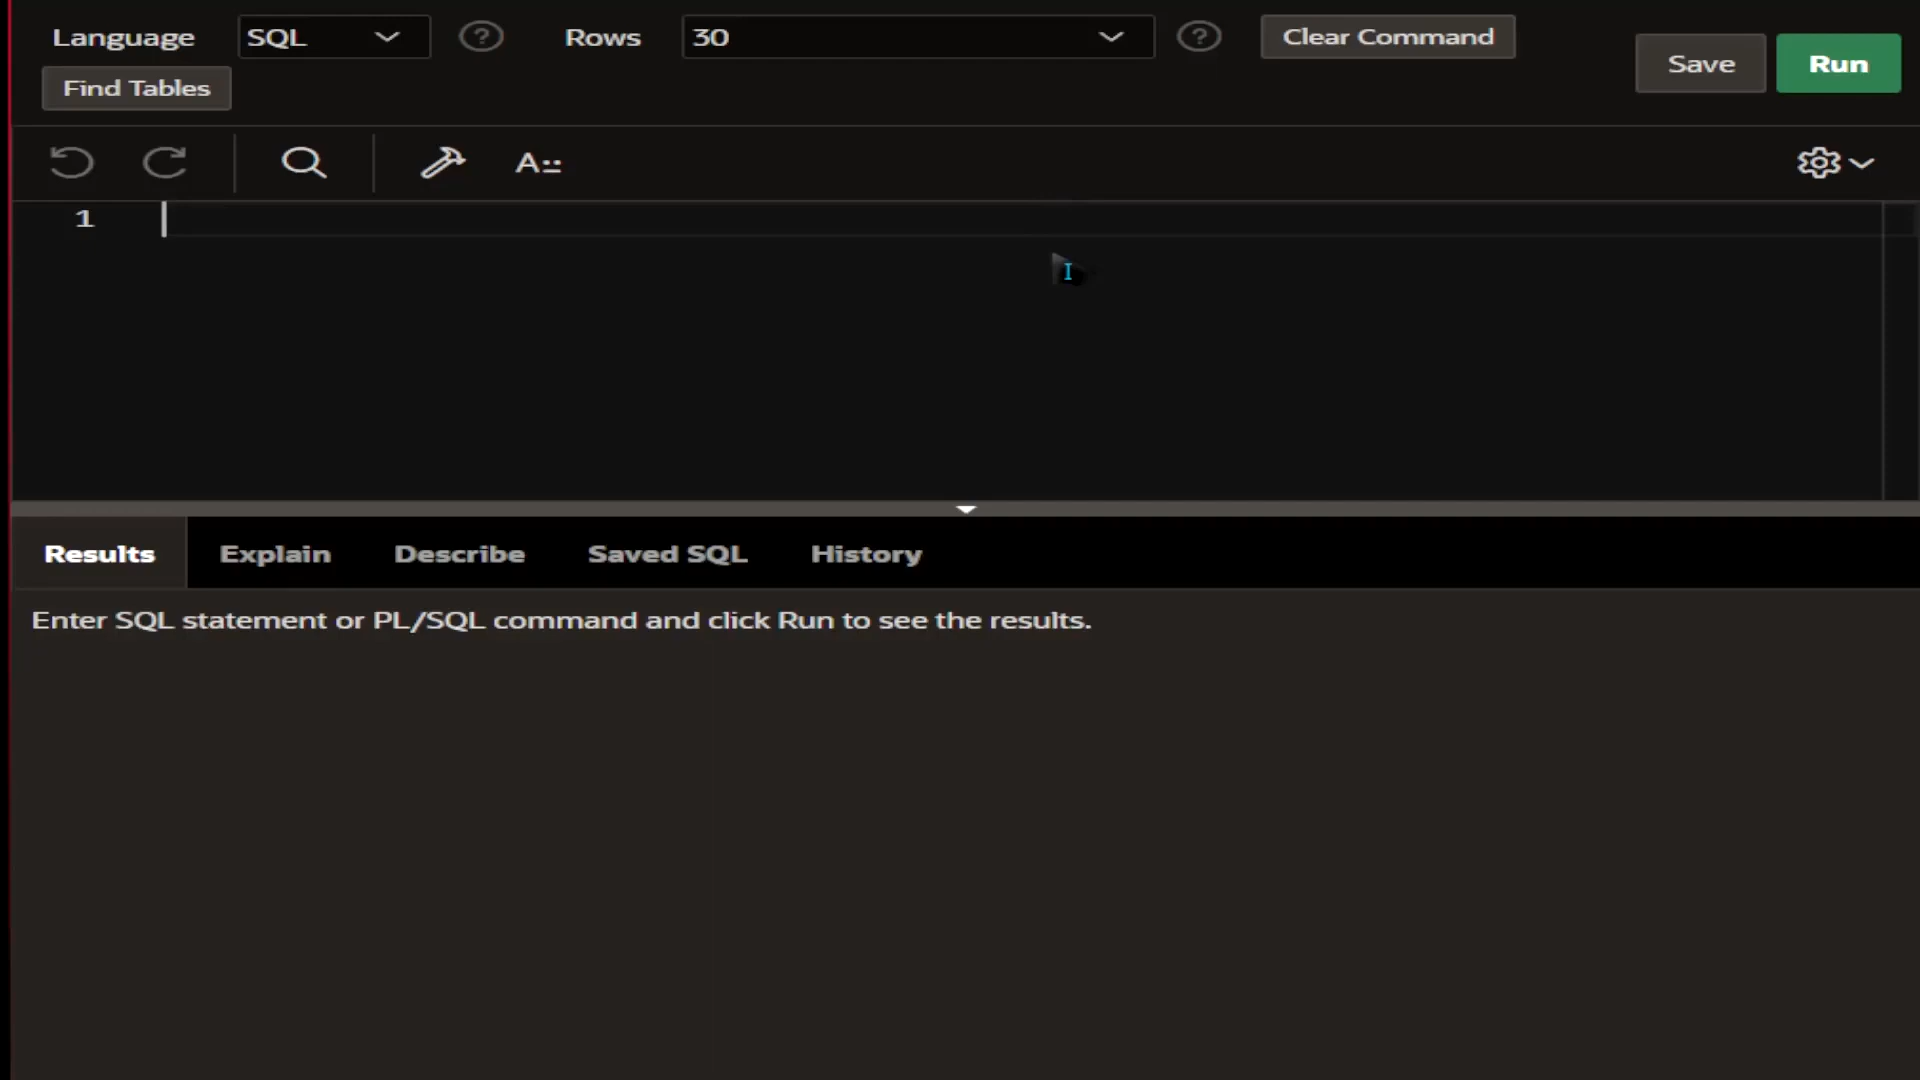 Language SQL Rows 30 Clear Command
Save Run
Find Tables
A
1
Results Explain Describe Saved SQL History
Enter SQL statement or PL/SQL command and click Run to see the results.